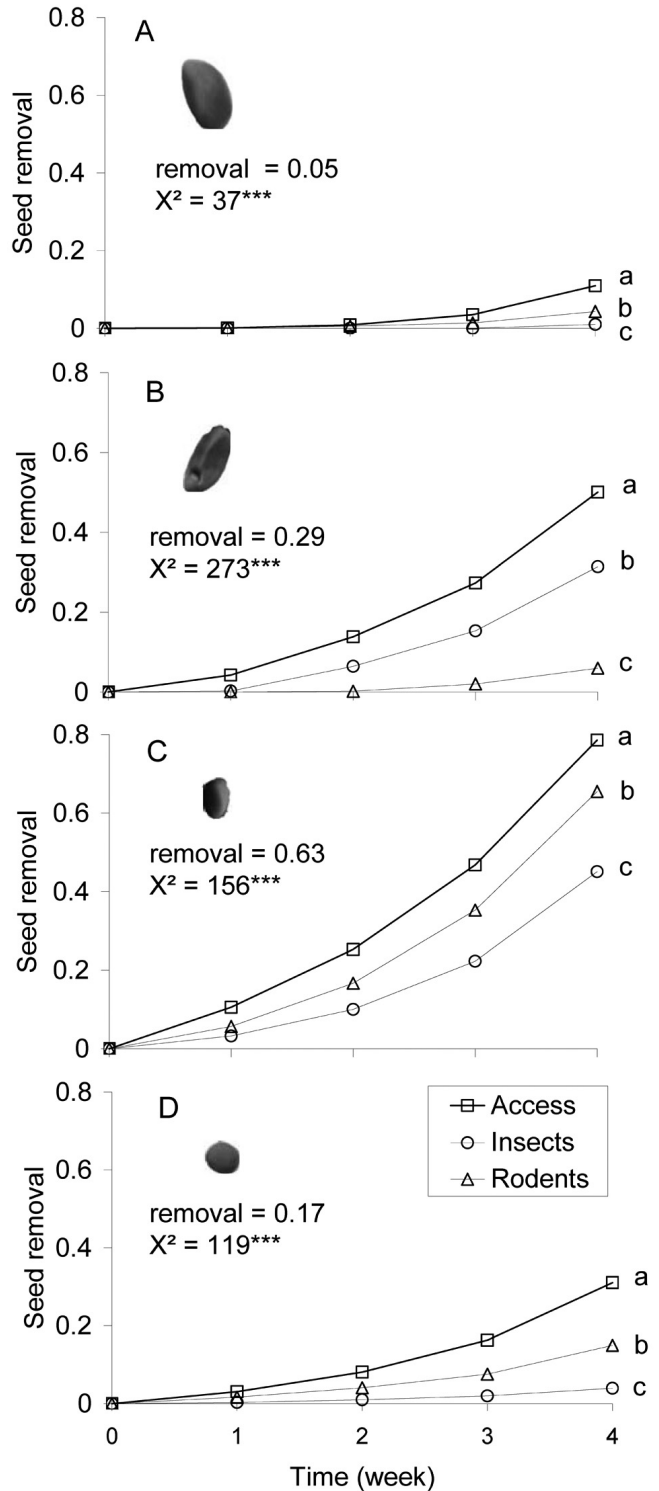 A
0.8
0.6
0.4
0.2
0
Seed removal
removal = 0.05
X² = 37***
a
b
c
B
0.8
0.6
0.4
0.2
0
Seed removal
removal = 0.29
X² = 273***
a
b
c
C
0.8
0.6
0.4
0.2
0
Seed removal
removal = 0.63
X² = 156***
a
b
c
D
0.8
0.6
0.4
0.2
0
Seed removal
removal = 0.17
X² = 119***
Access
Insects
Rodents
a
b
c
0 1 2 3 4
Time (week)